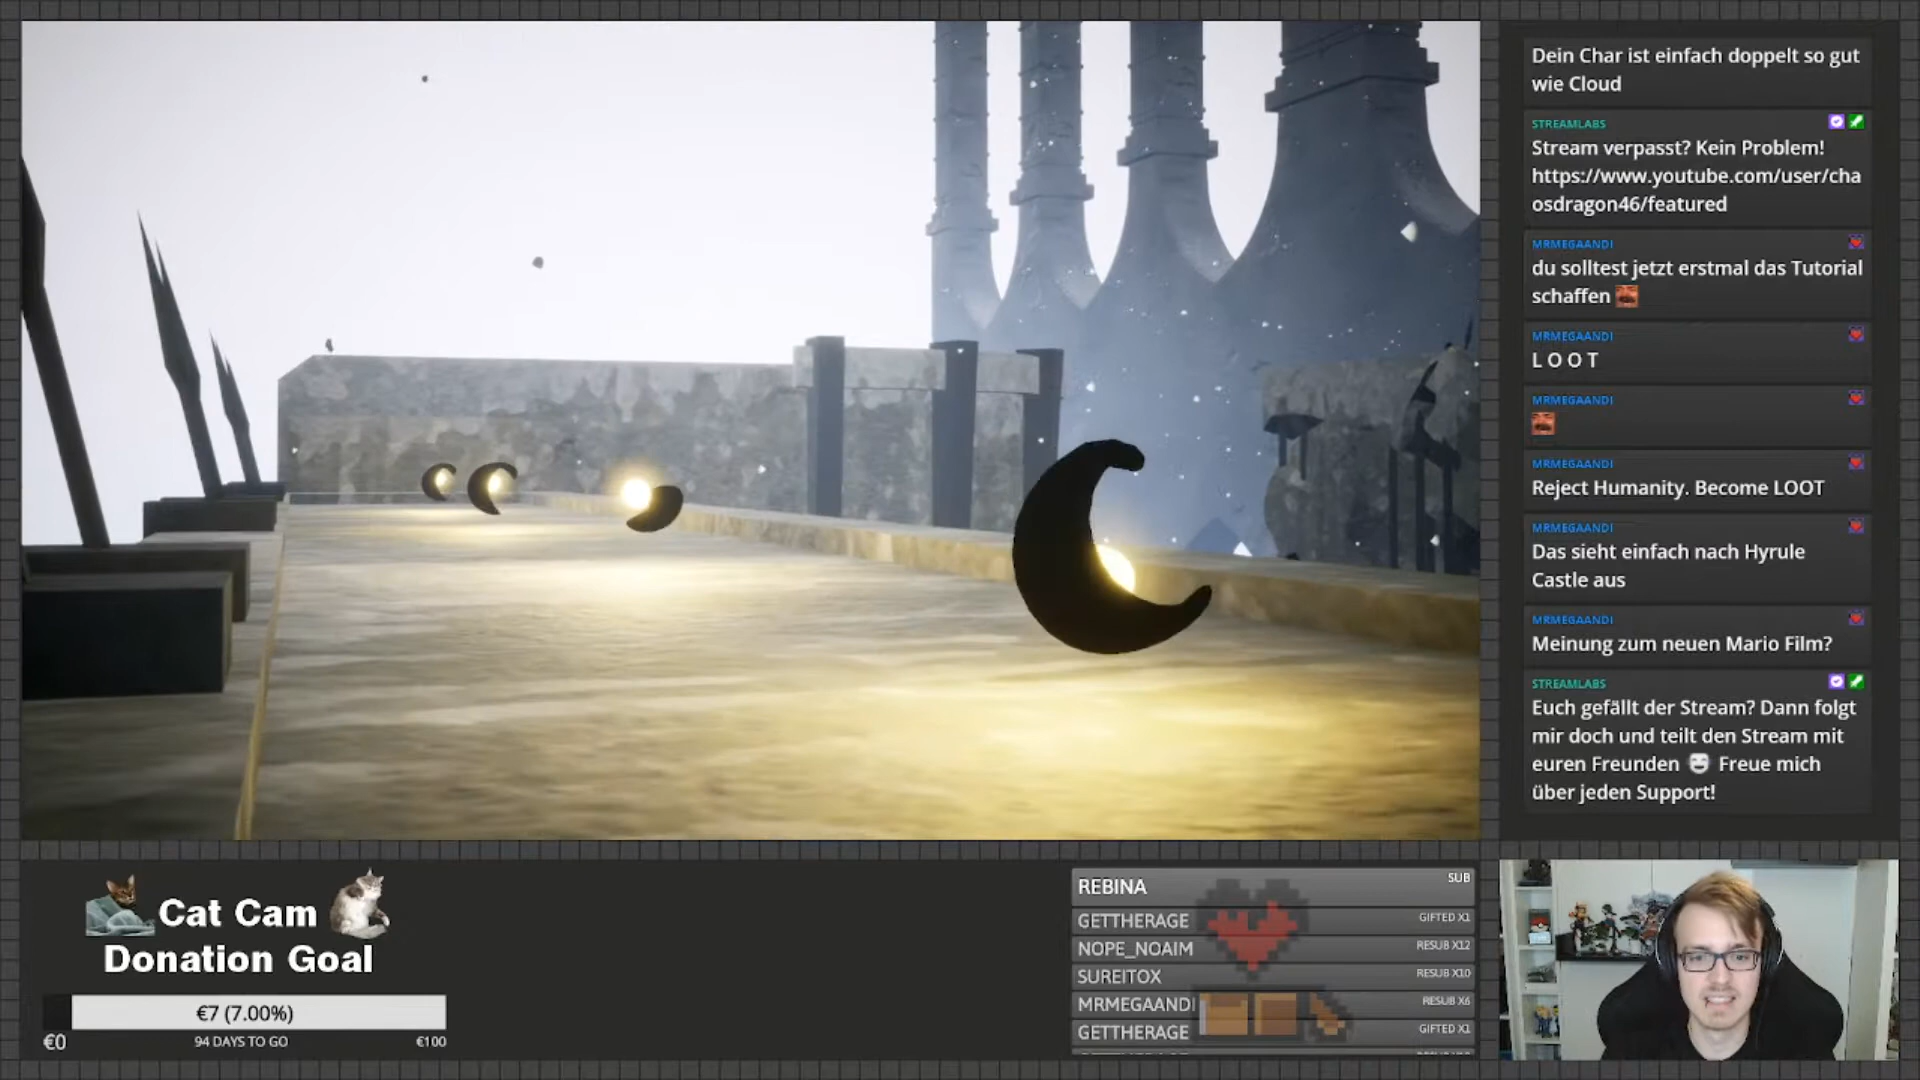 Dein Char ist einfach doppelt so gut
wie Cloud
STREAMLABS
Stream verpasst? Kein Problem!
https://www.youtube.com/user/cha
osdragon46/featured
MRMEGAANDI
du solltest jetzt erstmal das Tutorial
schaffen
MRMEGAANDI
L O O T
MRMEGAANDI
MRMEGAANDI
Reject Humanity. Become LOOT
MRMEGAANDI
Das sieht einfach nach Hyrule
Castle aus
MRMEGAANDI
Meinung zum neuen Mario Film?
STREAMLABS
Euch gefällt der Stream? Dann folgt
mir doch und teilt den Stream mit
euren Freunden Freue mich
über jeden Support!
Cat Cam
Donation Goal
€7 (7.00%)
€0 94 DAYS TO GO €100
REBINA SUB
GETTHERAGE GIFTED X1
NOPE_NOAIM RESUB X12
SUREITOX RESUB X10
MRMEGAANDI RESUB X6
GETTHERAGE GIFTED X1